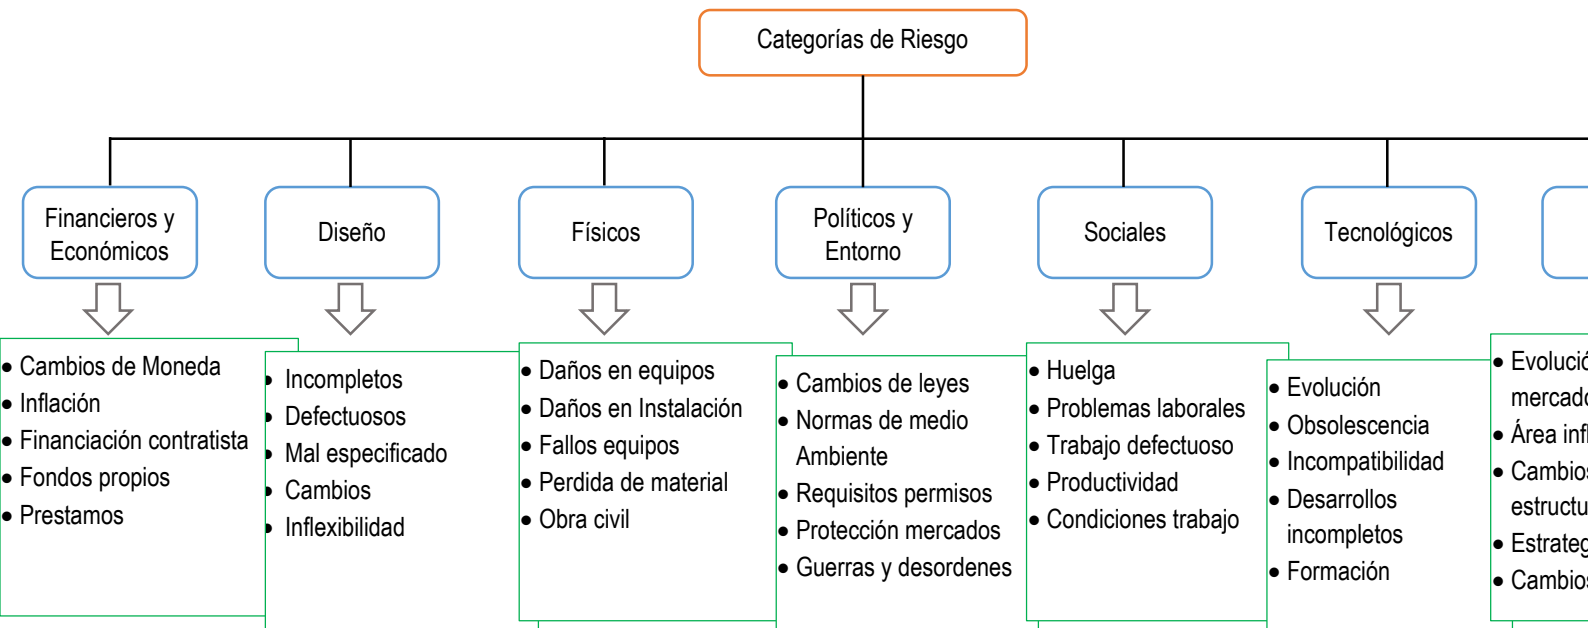 Categorías de Riesgo
Financieros y
Económicos
Diseño
Físicos
Políticos y
Entorno
Sociales
Tecnológicos
• Cambios de Moneda
• Inflación
• Financiación contratista
• Fondos propios
• Prestamos
• Incompletos
• Defectuosos
• Mal especificado
• Cambios
• Inflexibilidad
• Daños en equipos
• Daños en Instalación
• Fallos equipos
• Perdida de material
• Obra civil
• Cambios de leyes
• Normas de medio
Ambiente
• Requisitos permisos
• Protección mercados
• Guerras y desordenes
• Huelga
• Problemas laborales
• Trabajo defectuoso
• Productividad
• Condiciones trabajo
• Evolución
• Obsolescencia
• Incompatibilidad
• Desarrollos
incompletos
• Formación
• Área